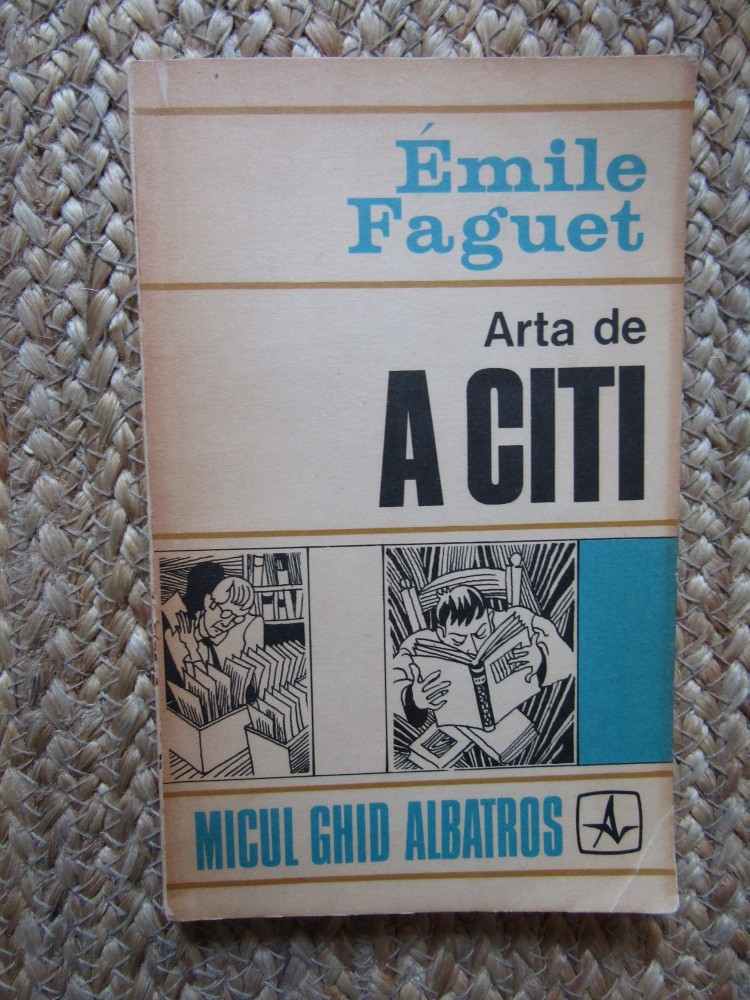 Émile
Faguet
Arta de
A CITI
MICUL GHID ALBATROS